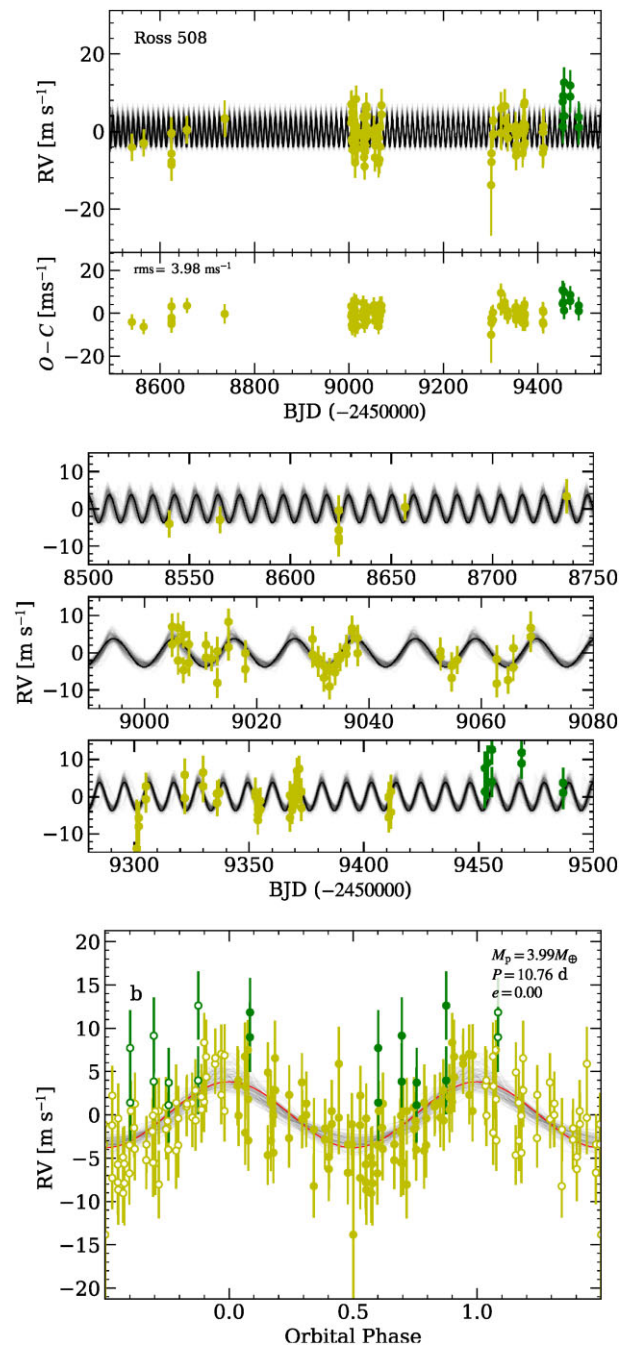 Ross 508
20
0
−20
RV [m s⁻¹]
rms= 3.98 ms⁻¹
20
0
−20
O − C [ms⁻¹]
8600 8800 9000 9200 9400
BJD (−2450000)
10
0
−10
8500 8550 8600 8650 8700 8750
10
0
−10
RV [m s⁻¹]
9000 9020 9040 9060 9080
10
0
−10
9300 9350 9400 9450 9500
BJD (−2450000)
b
Mp = 3.99M⊕
P = 10.76 d
e = 0.00
20
15
10
5
0
−5
−10
−15
−20
RV [m s⁻¹]
0.0 0.5 1.0
Orbital Phase